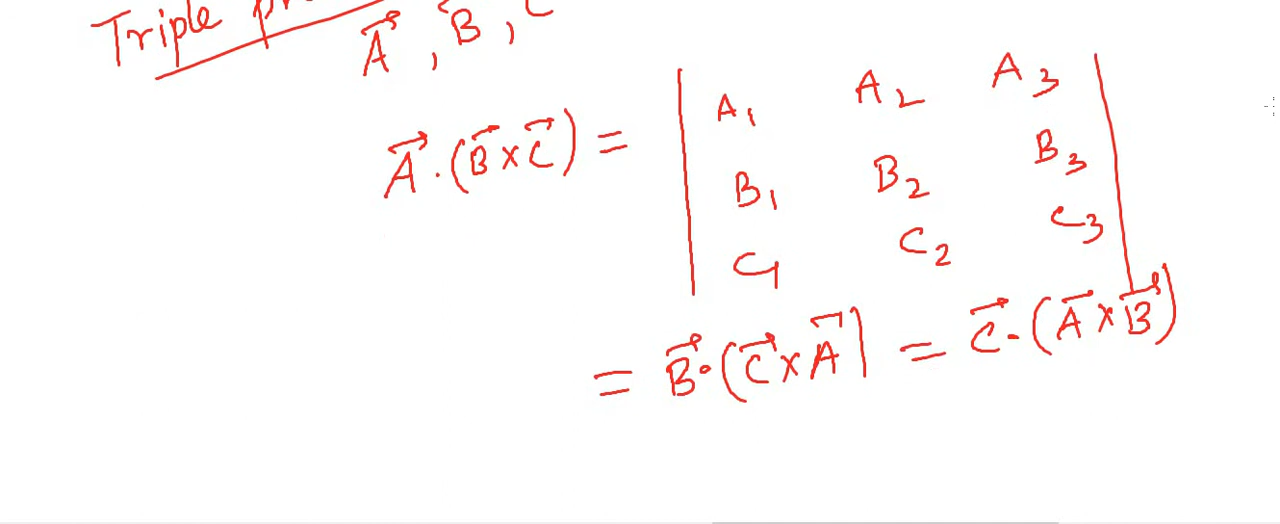 Triple
A⃗, B⃗, C
A⃗ · (B⃗ × C⃗) = | A₁ A₂ A₃ |
| B₁ B₂ B₃ |
| C₁ C₂ C₃ |
= B⃗ · (C⃗ × A⃗) = C⃗ · (A⃗ × B⃗)